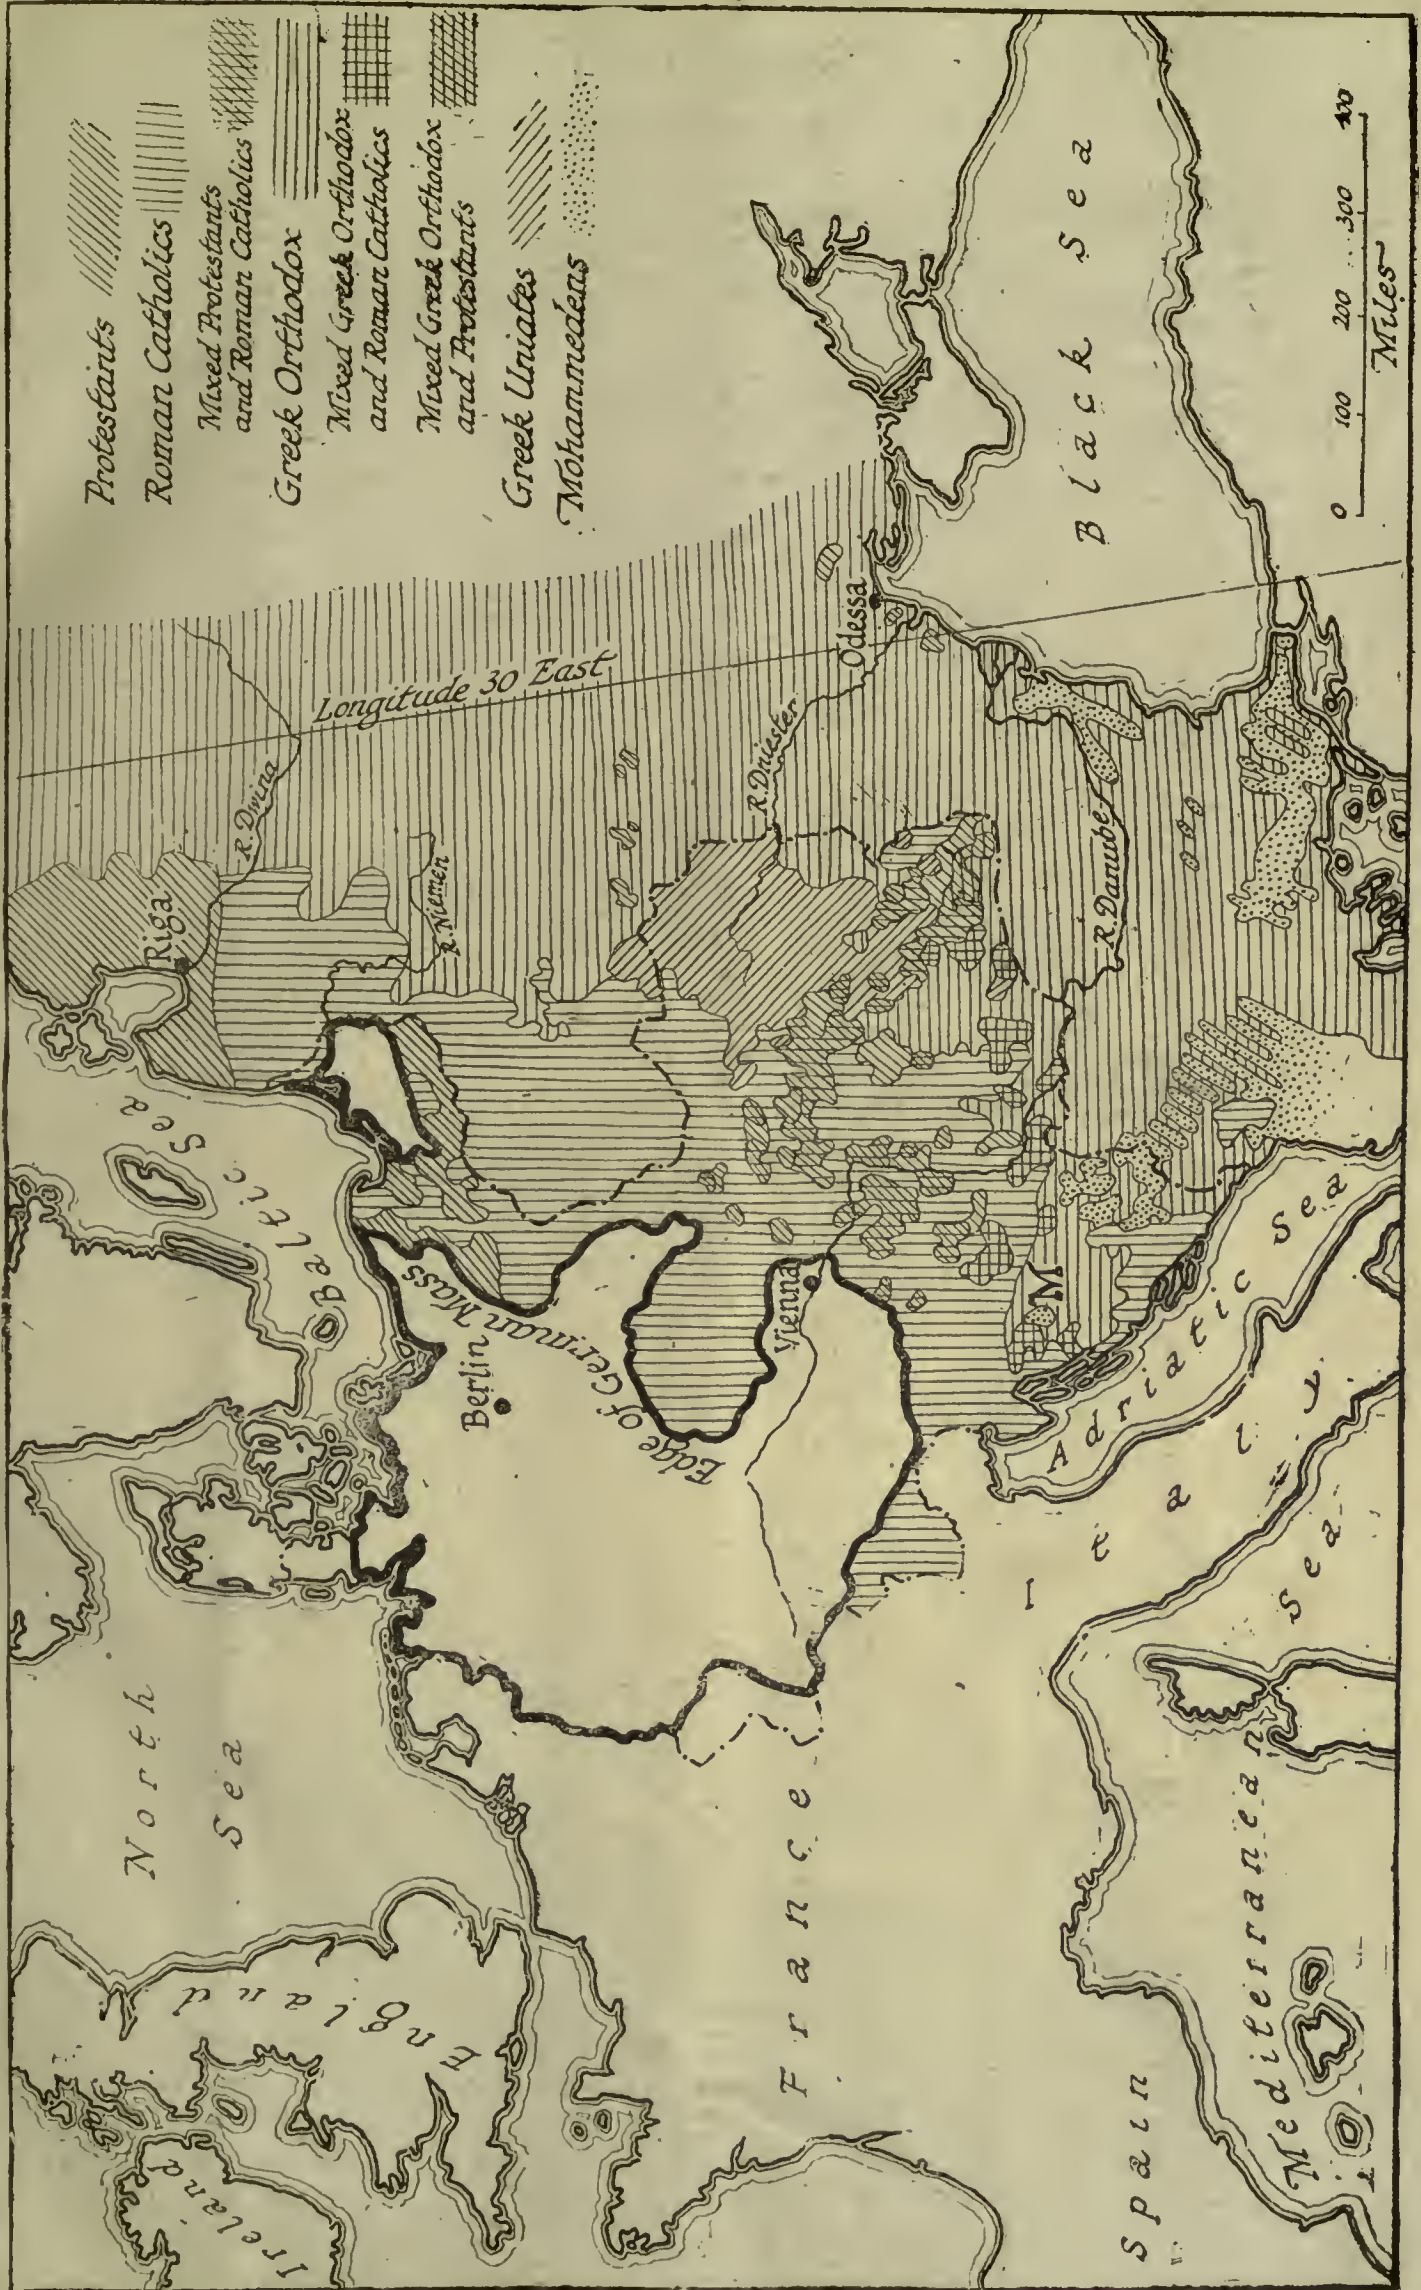 Protestants
Roman Catholics
Mixed Protestants
and Roman Catholics
Greek Orthodox
Mixed Greek Orthodox
and Roman Catholics
Mixed Greek Orthodox
and Protestants
Greek Uniates
Mohammedens
Ireland
England
North
Sea
Baltic
Sea
Riga
R. Dwina
R. Niemen
Longitude 30 East
Berlin
Edge of German Mass
Vienna
France
R. Dniester
Odessa
Black Sea
R. Danube
M
Adriatic Sea
Italy
Spain
Mediterranean Sea
0 100 200 300 400
Miles